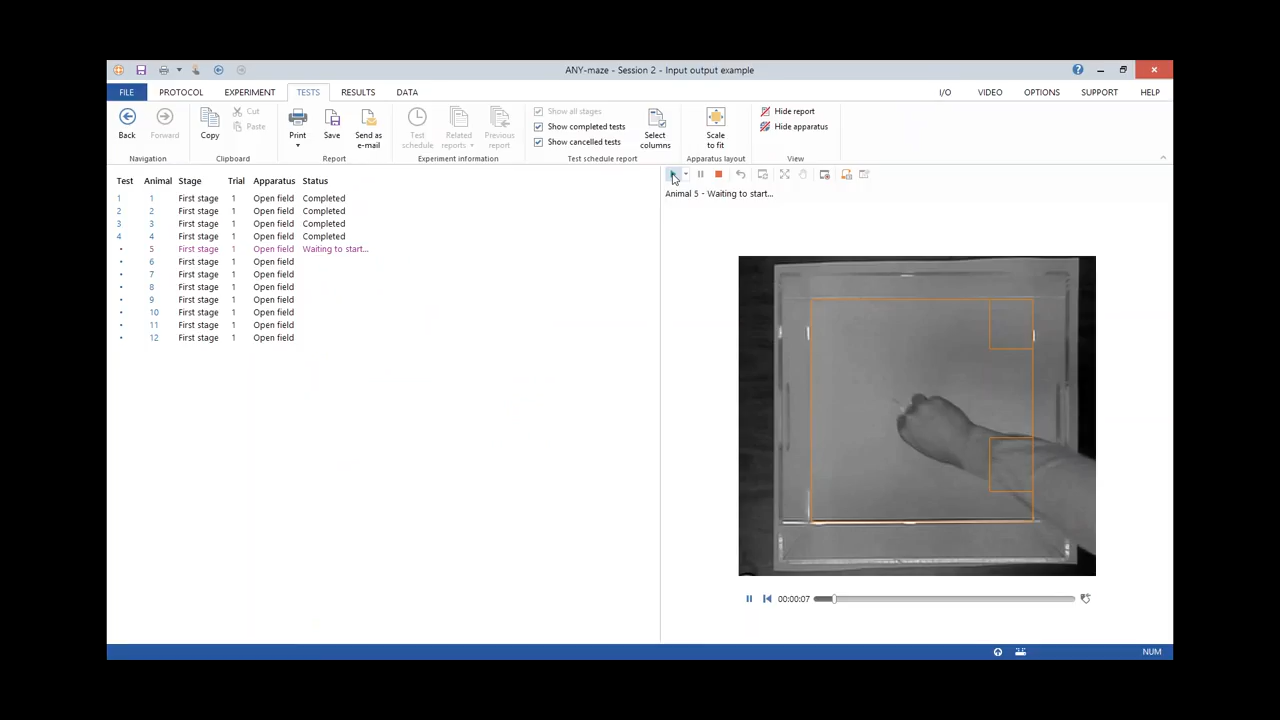 ANY-maze - Session 2 - Input output example
FILE PROTOCOL EXPERIMENT TESTS RESULTS DATA I/O VIDEO OPTIONS SUPPORT HELP
Back Forward Copy Cut Paste Print Save Send as e-mail Test schedule Related reports Previous report Show all stages Show completed tests Show cancelled tests Select columns Scale to fit Hide report Hide apparatus
Navigation Clipboard Report Experiment information Test schedule report Apparatus layout View
Test Animal Stage Trial Apparatus Status
1 1 First stage 1 Open field Completed
2 2 First stage 1 Open field Completed
3 3 First stage 1 Open field Completed
4 4 First stage 1 Open field Completed
• 5 First stage 1 Open field Waiting to start...
• 6 First stage 1 Open field
• 7 First stage 1 Open field
• 8 First stage 1 Open field
• 9 First stage 1 Open field
• 10 First stage 1 Open field
• 11 First stage 1 Open field
• 12 First stage 1 Open field
Animal 5 - Waiting to start...
00:00:07
NUM